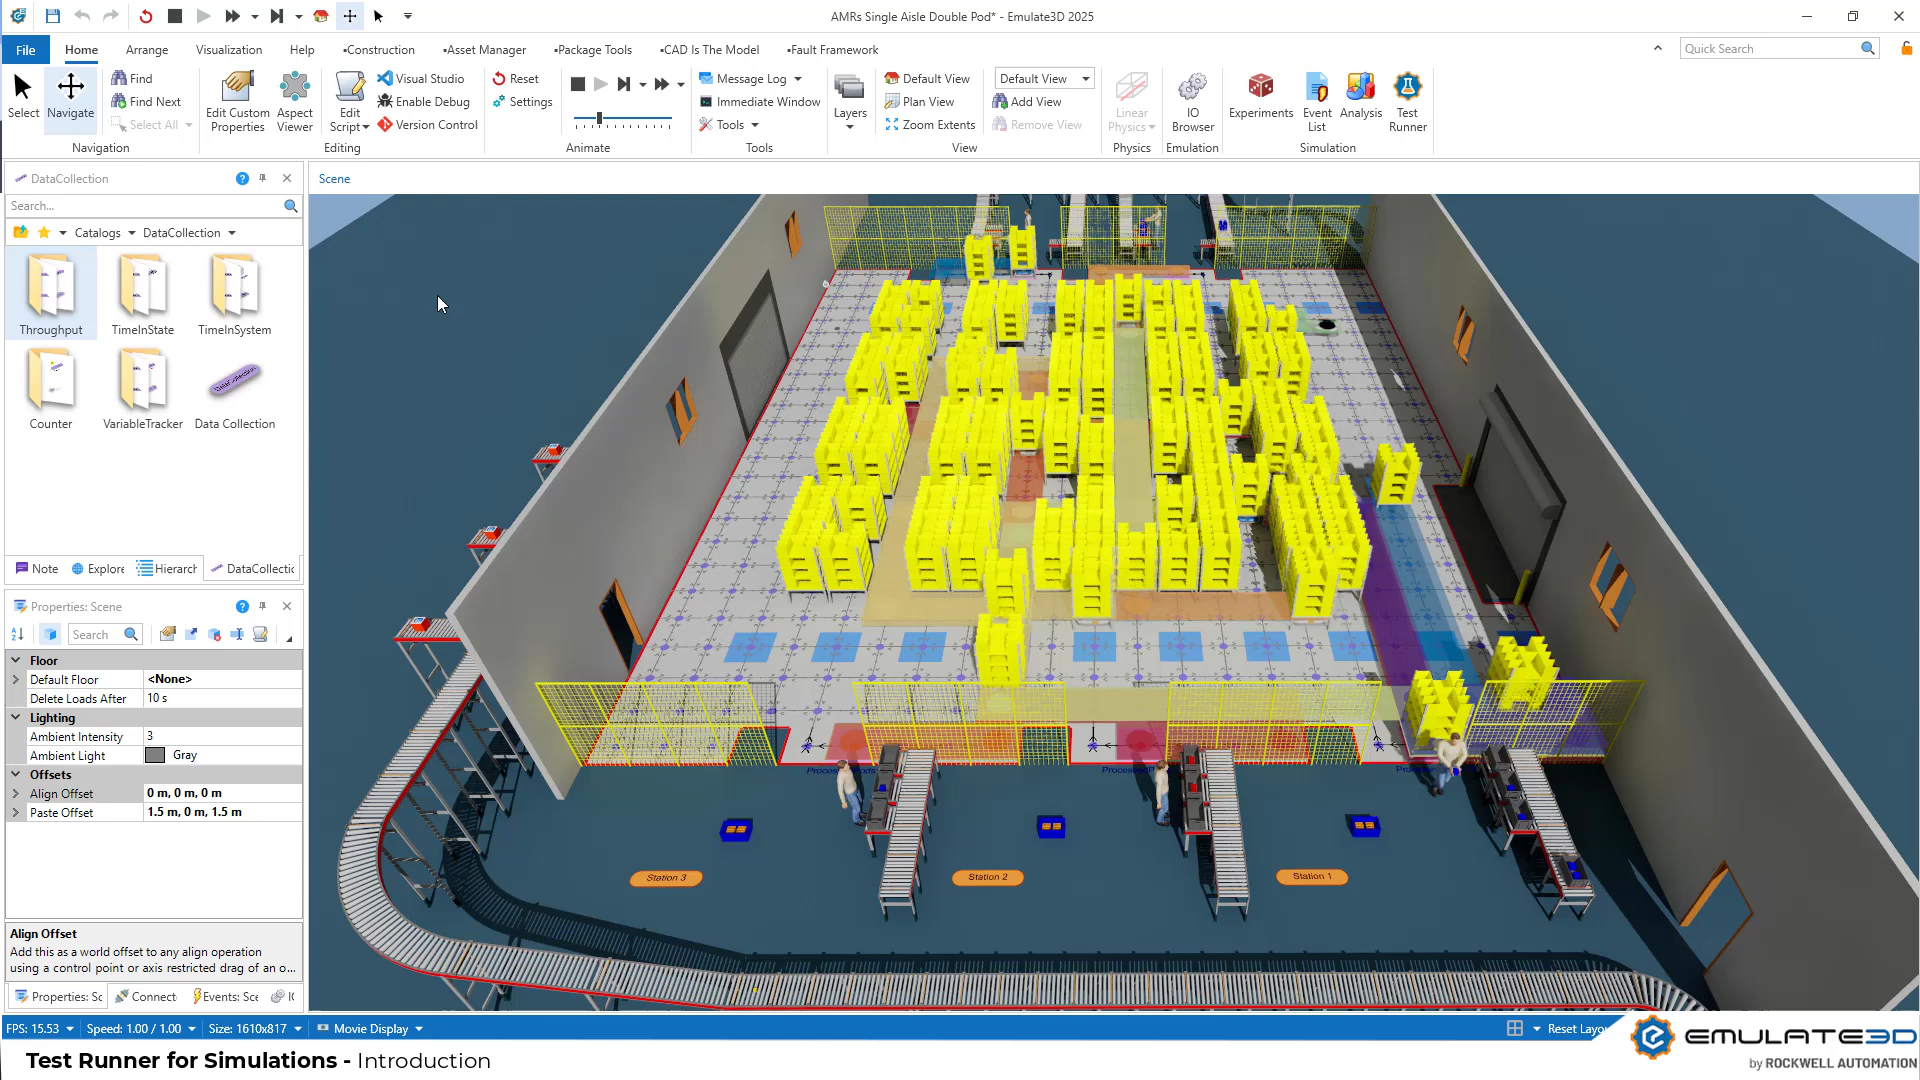 AMRs Single Aisle Double Pod* - Emulate3D 2025
File
Home
Arrange
Visualization
Help
•Construction
•Asset Manager
•Package Tools
•CAD Is The Model
•Fault Framework
Quick Search
Select
Navigate
Find
Find Next
Select All
Navigation
Edit Custom
Properties
Aspect
Viewer
Edit
Script
Visual Studio
Enable Debug
Version Control
Editing
Reset
Settings
Animate
Message Log
Immediate Window
Tools
Tools
Layers
Default View
Plan View
Zoom Extents
View
Default View
Add View
Remove View
Linear
Physics
Physics
IO
Browser
Emulation
Experiments
Event
List
Analysis
Test
Runner
Simulation
DataCollection
Search...
Catalogs
DataCollection
Throughput
TimeInState
TimeInSystem
Counter
VariableTracker
Data Collection
Note
Explore
Hierarch
DataCollectic
Properties: Scene
Search
Floor
Default Floor
<None>
Delete Loads After
10 s
Lighting
Ambient Intensity
3
Ambient Light
Gray
Offsets
Align Offset
0 m, 0 m, 0 m
Paste Offset
1.5 m, 0 m, 1.5 m
Align Offset
Add this as a world offset to any align operation
using a control point or axis restricted drag of an o...
Properties: Sc
Connect
Events: Sce
Scene
Station 3
Station 2
Station 1
FPS: 15.53
Speed: 1.00 / 1.00
Size: 1610x817
Movie Display
Reset Layou
Test Runner for Simulations - Introduction
EMULATE3D
by ROCKWELL AUTOMATION